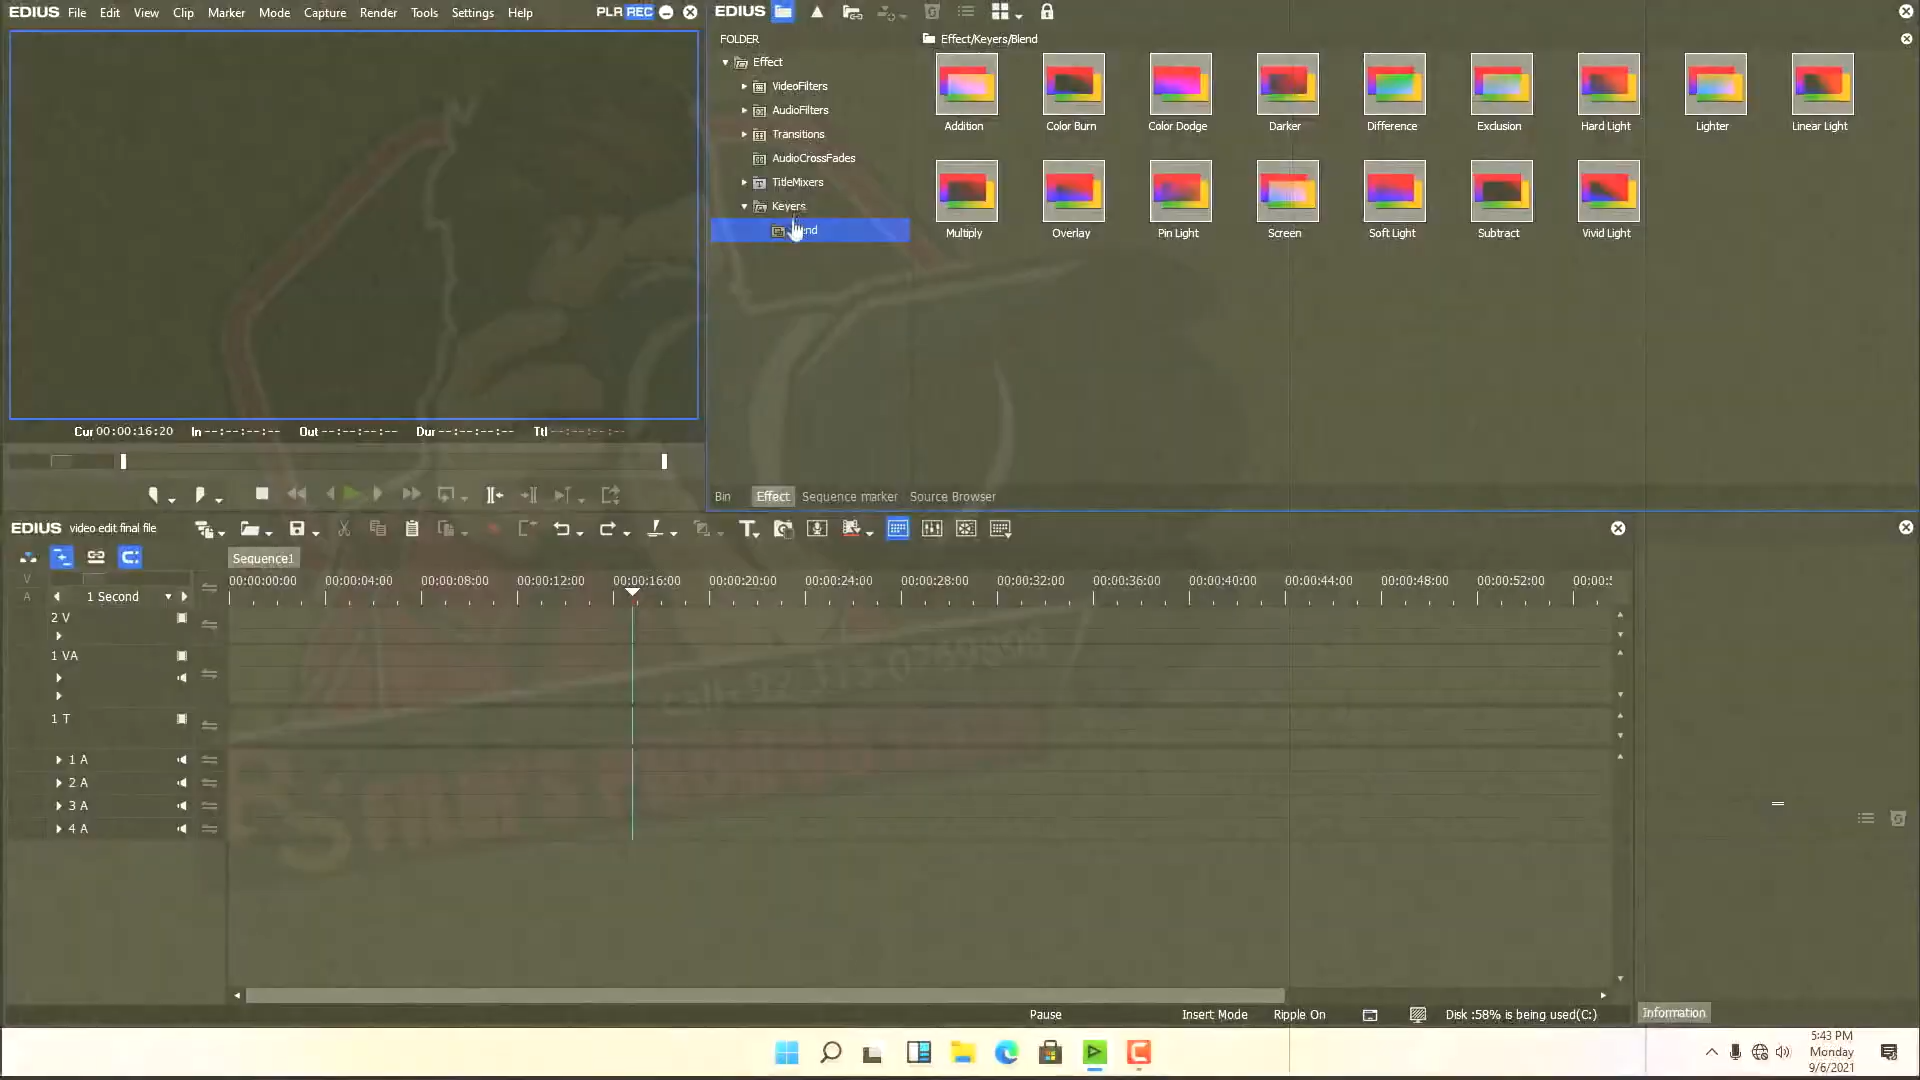 EDIUS File Edit View Clip Marker Mode Capture Render Tools Settings Help PLR REC
Cur 00:00:16:20 In --:--:--:-- Out --:--:--:-- Dur --:--:--:-- Ttl --:--:--:--
EDIUS
FOLDER
Effect
VideoFilters
AudioFilters
Transitions
AudioCrossFades
TitleMixers
Keyers
Effect/Keyers/Blend
Addition Color Burn Color Dodge Darker Difference Exclusion Hard Light Lighter Linear Light
Multiply Overlay Pin Light Screen Soft Light Subtract Vivid Light
Bin Effect Sequence marker Source Browser
EDIUS video edit final file
Sequence1
V
A
1 Second
00:00:00:00 00:00:04:00 00:00:08:00 00:00:12:00 00:00:16:00 00:00:20:00 00:00:24:00 00:00:28:00 00:00:32:00 00:00:36:00 00:00:40:00 00:00:44:00 00:00:48:00 00:00:52:00
2 V
1 VA
1 T
1 A
2 A
3 A
4 A
Pause Insert Mode Ripple On Disk :58% is being used(C:)
Information
5:43 PM
Monday
9/6/2021